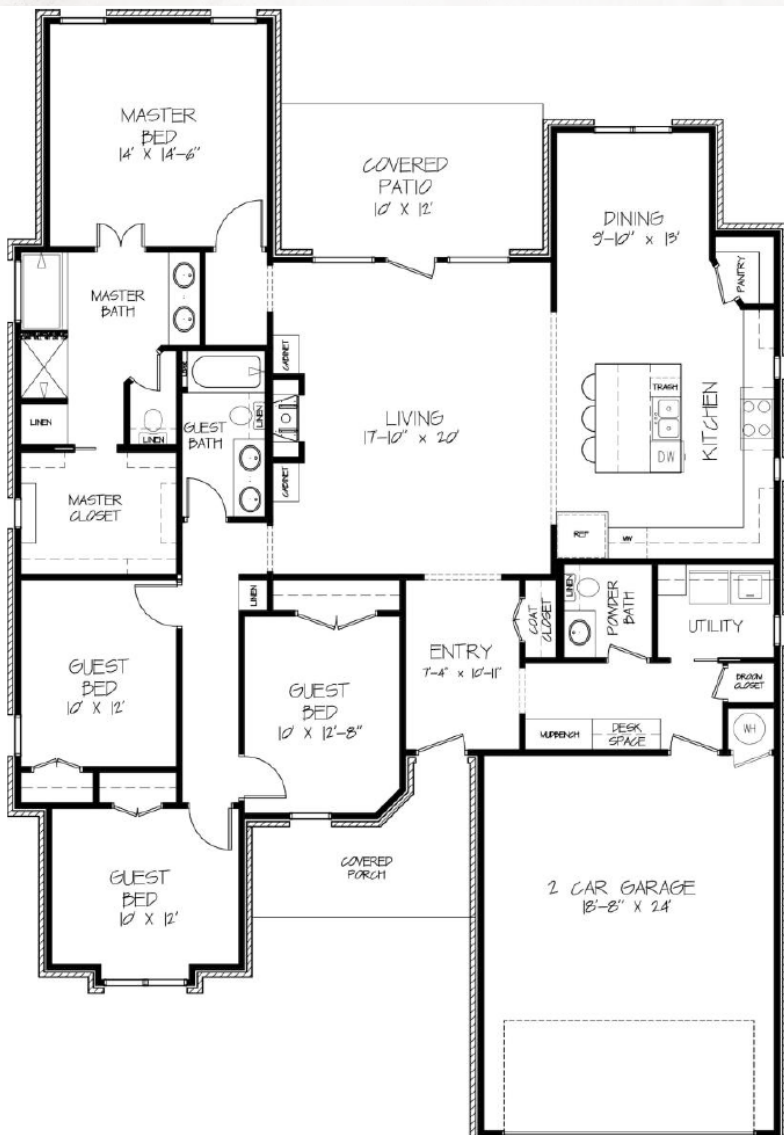 MASTER
BED
14' X 14'-6"
COVERED
PATIO
10' X 12'
DINING
9'-10" x 13'
PANTRY
MASTER
BATH
LINEN
LINEN
GUEST
BATH
LINEN
LINEN
CABINET
CABINET
LIVING
17'-10" x 20'
TRASH
DW
KITCHEN
REF
MW
MASTER
CLOSET
LINEN
COAT
CLOSET
LINEN
POWDER
BATH
UTILITY
BROOM
CLOSET
WH
ENTRY
7'-4" x 10'-11"
MUDBENCH
DESK
SPACE
GUEST
BED
10' X 12'
GUEST
BED
10' X 12'-8"
GUEST
BED
10' X 12'
COVERED
PORCH
2 CAR GARAGE
18'-8" X 24'